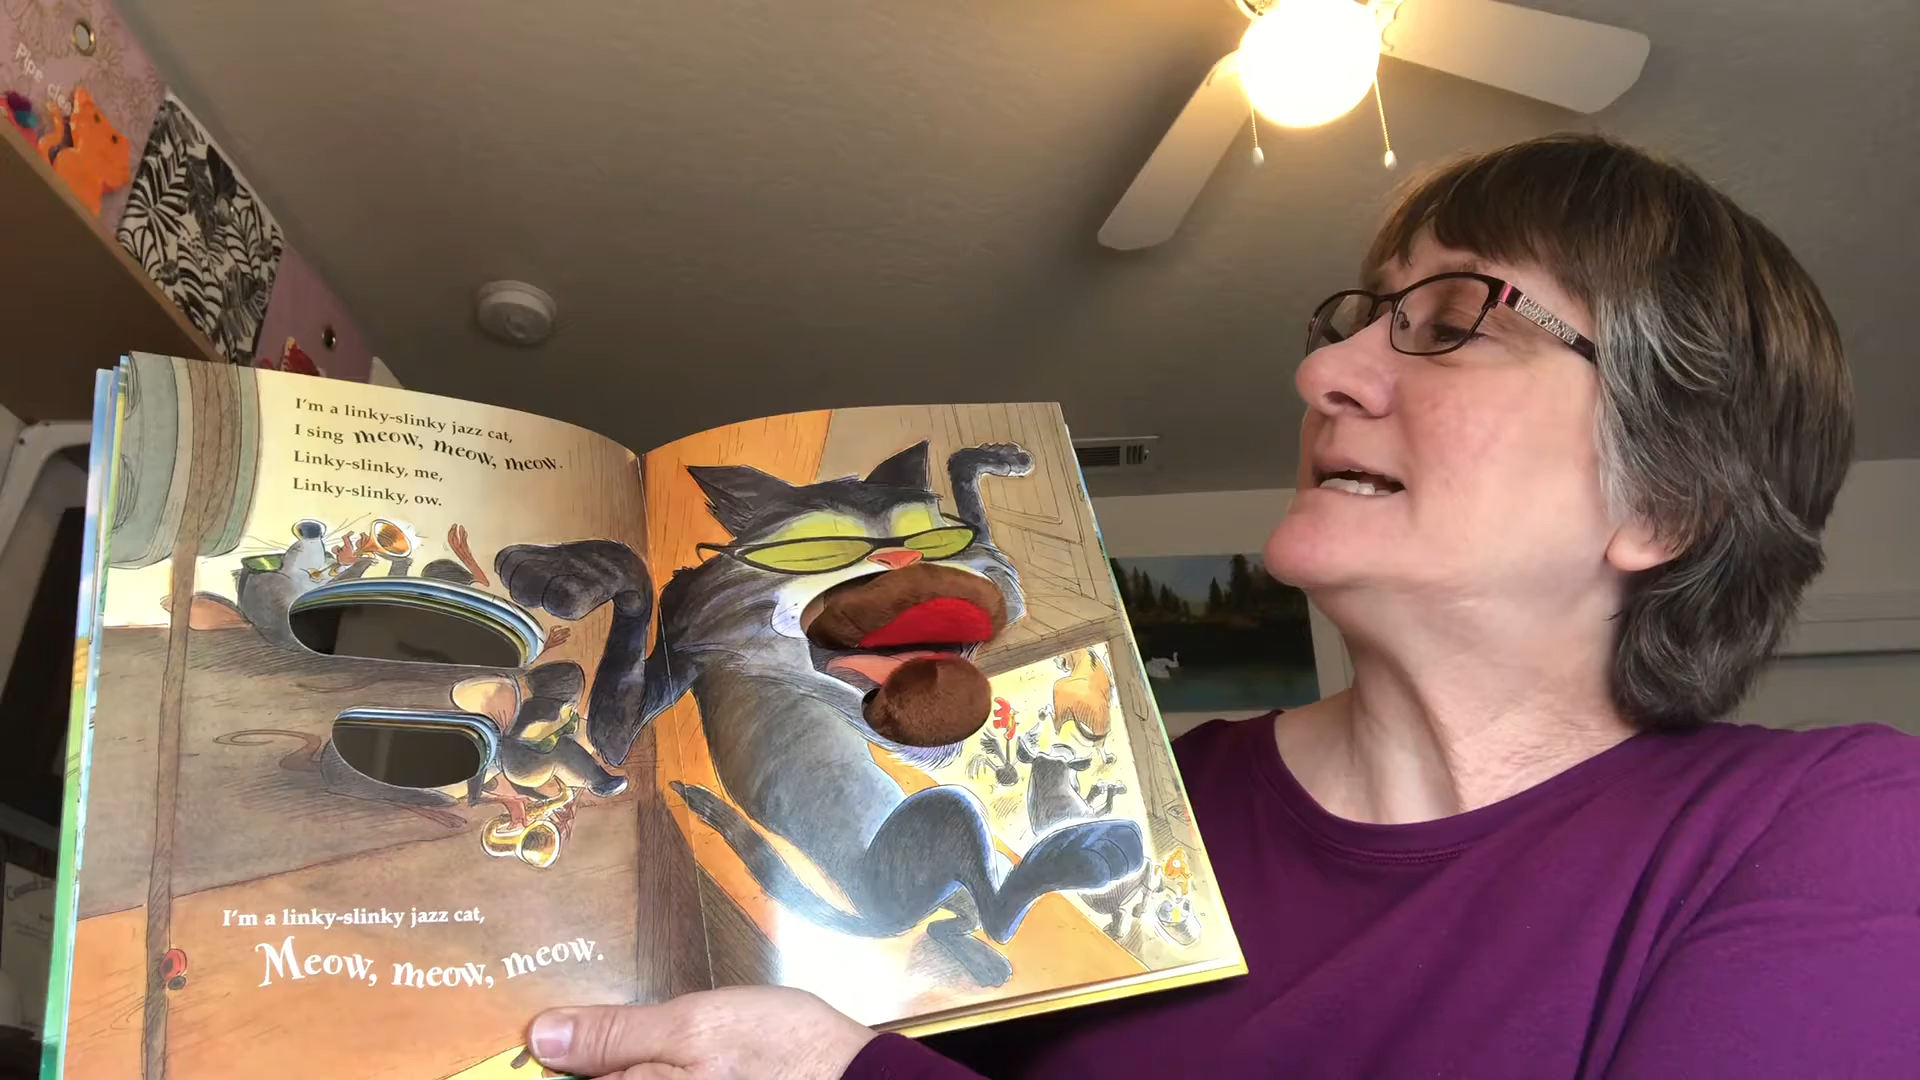 Pipe
I'm a linky-slinky jazz cat,
I sing meow, meow, meow.
Linky-slinky, me,
Linky-slinky, ow.
I'm a linky-slinky jazz cat,
Meow, meow, meow.